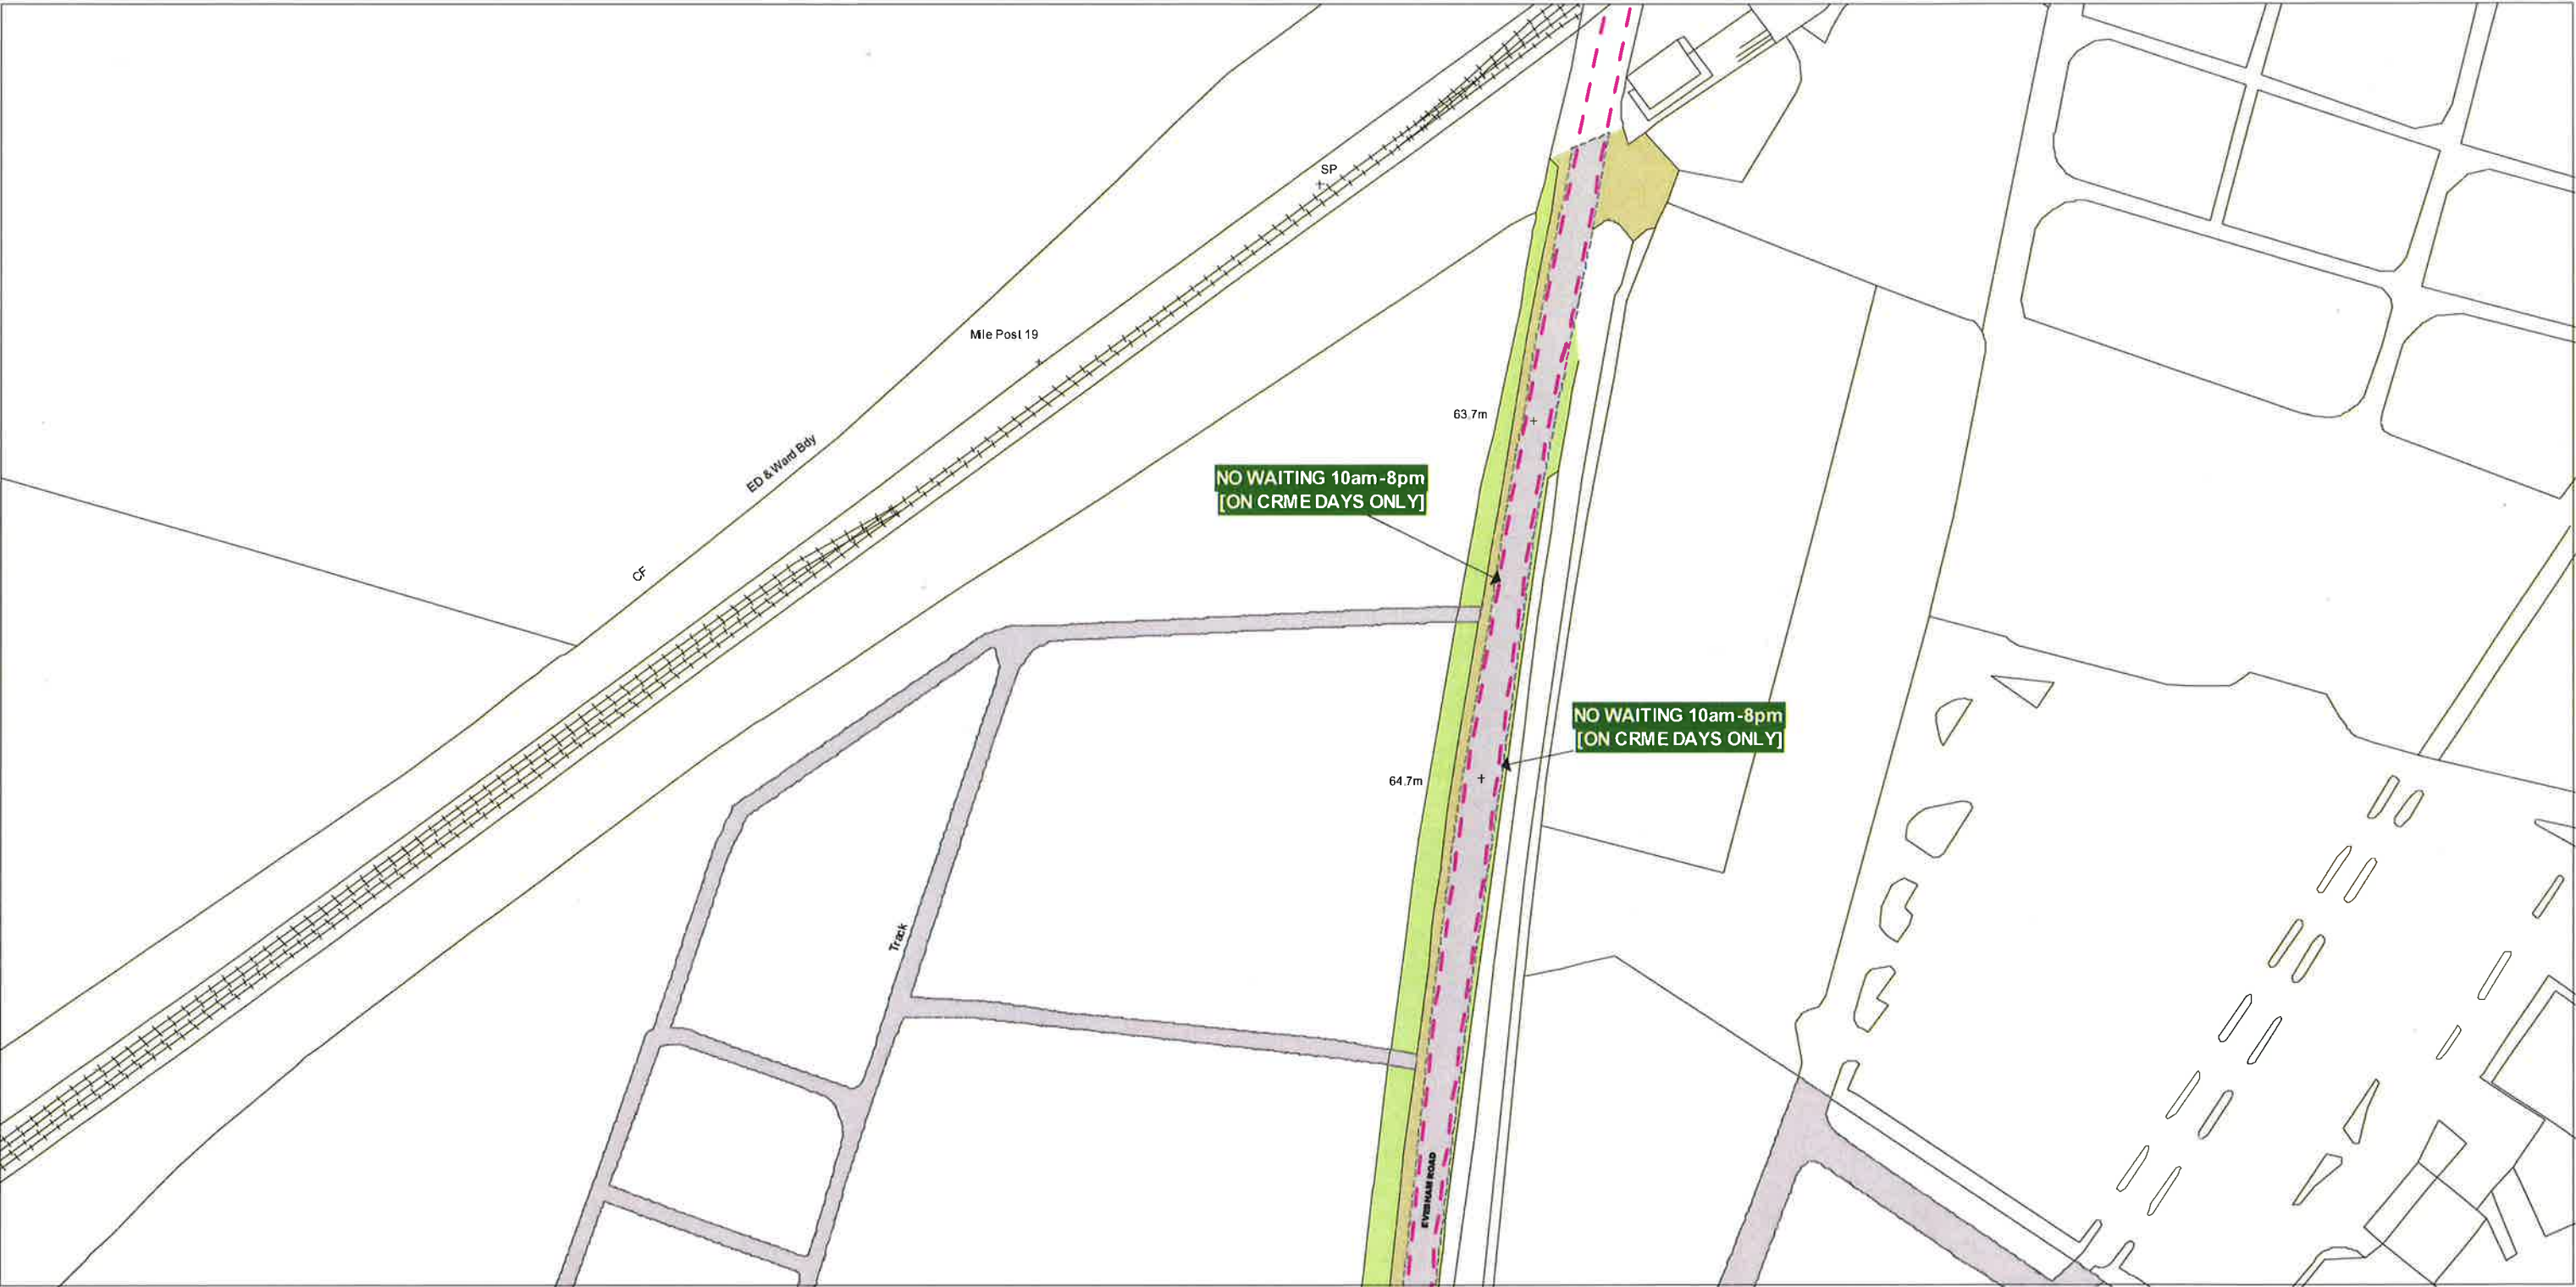 SP
Mile Post 19
63.7m
ED & Ward Bdy
NO WAITING 10am-8pm
[ON CRME DAYS ONLY]
CF
NO WAITING 10am-8pm
[ON CRME DAYS ONLY]
64.7m
Track
EVESHAM ROAD